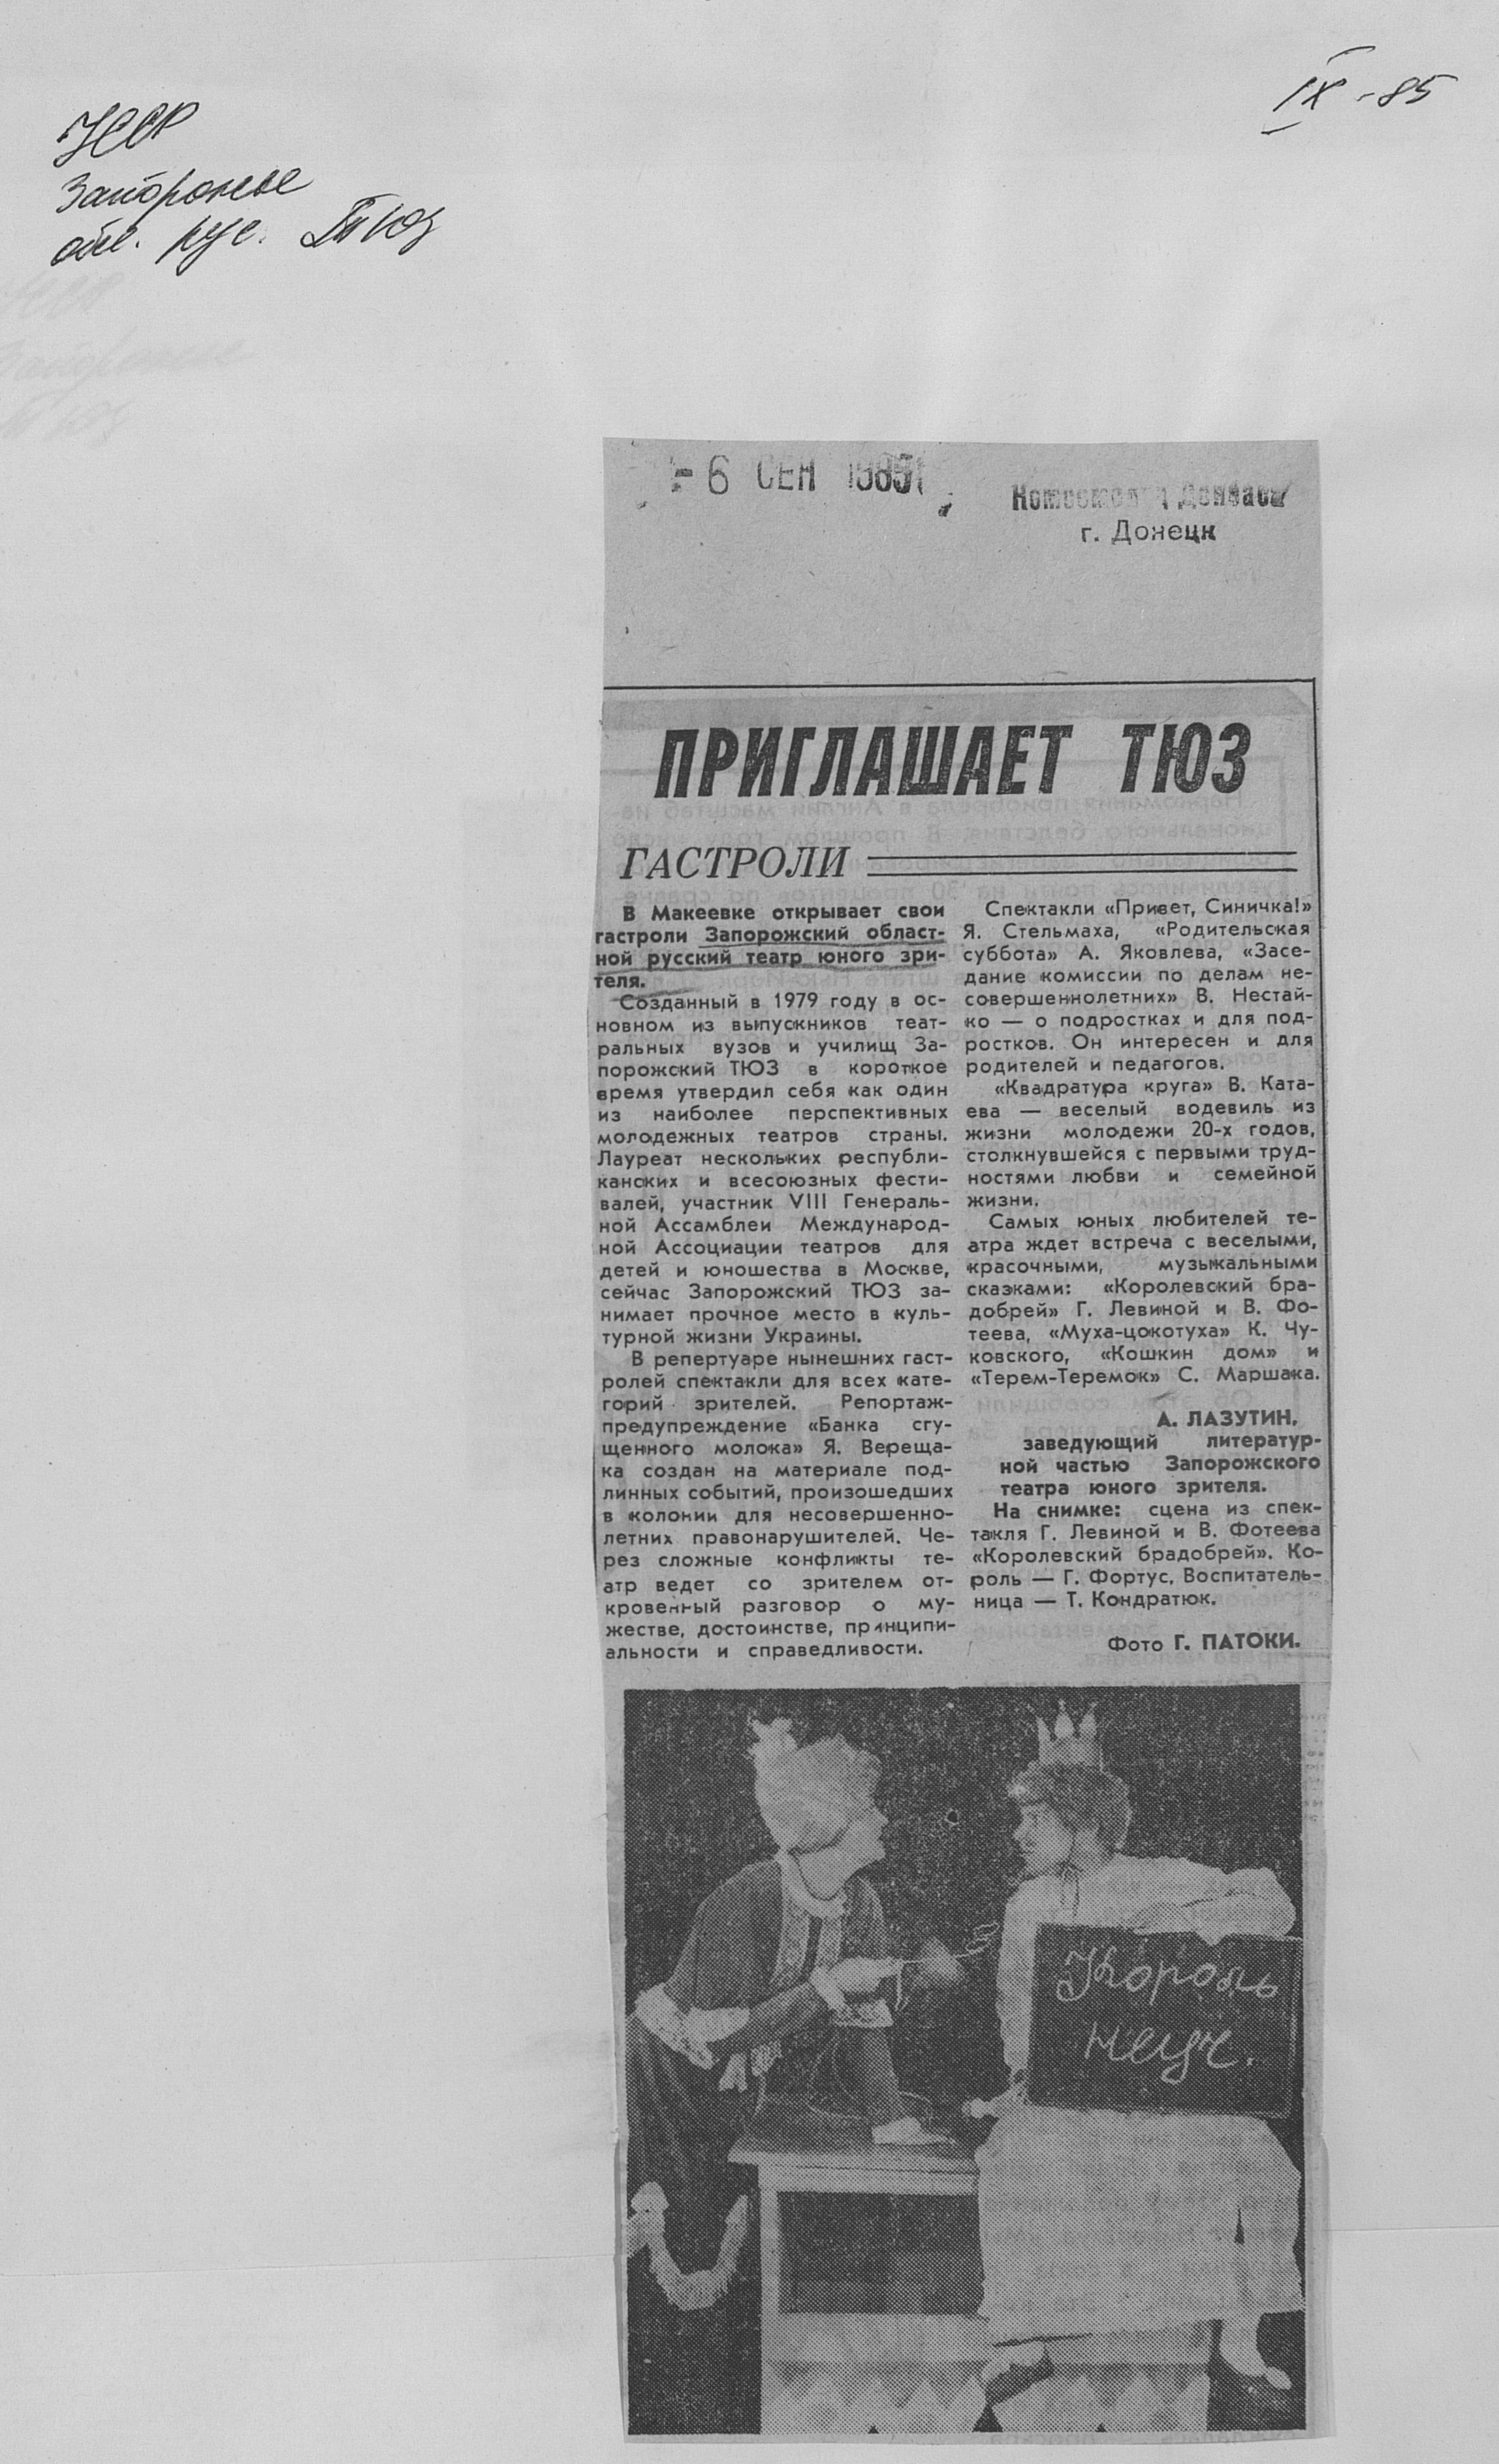 УССР
Запорожье
обл. рус. ТЮЗ
IX - 85
- 6 СЕН 1985
Комсомолец Донбасса
г. Донецк
ПРИГЛАШАЕТ ТЮЗ
ГАСТРОЛИ
В Макеевке открывает свои
гастроли Запорожский област-
ной русский театр юного зри-
теля.
Созданный в 1979 году в ос-
новном из выпускников теат-
ральных вузов и училищ За-
порожский ТЮЗ в короткое
время утвердил себя как один
из наиболее перспективных
молодежных театров страны.
Лауреат нескольких республи-
канских и всесоюзных фести-
валей, участник VIII Генераль-
ной Ассамблеи Международ-
ной Ассоциации театров для
детей и юношества в Москве,
сейчас Запорожский ТЮЗ за-
нимает прочное место в куль-
турной жизни Украины.
В репертуаре нынешних гаст-
ролей спектакли для всех кате-
горий зрителей. Репортаж-
предупреждение «Банка сгу-
щенного молока» Я. Вереща-
ка создан на материале под-
линных событий, произошедших
в колонии для несовершенно-
летних правонарушителей. Че-
рез сложные конфликты те-
атр ведет со зрителем от-
кровенный разговор о му-
жестве, достоинстве, принципи-
альности и справедливости.
Спектакли «Привет, Синичка!»
Я. Стельмаха, «Родительская
суббота» А. Яковлева, «Засе-
дание комиссии по делам не-
совершеннолетних» В. Нестай-
ко — о подростках и для под-
ростков. Он интересен и для
родителей и педагогов.
«Квадратура круга» В. Ката-
ева — веселый водевиль из
жизни молодежи 20-х годов,
столкнувшейся с первыми труд-
ностями любви и семейной
жизни.
Самых юных любителей те-
атра ждет встреча с веселыми,
красочными, музыкальными
сказками: «Королевский бра-
добрей» Г. Левиной и В. Фо-
теева, «Муха-цокотуха» К. Чу-
ковского, «Кошкин дом» и
«Терем-Теремок» С. Маршака.
А. ЛАЗУТИН,
заведующий литератур-
ной частью Запорожского
театра юного зрителя.
На снимке: сцена из спек-
такля Г. Левиной и В. Фотеева
«Королевский брадобрей». Ко-
роль — Г. Фортус, Воспитатель-
ница — Т. Кондратюк.
Фото Г. ПАТОКИ.
Король